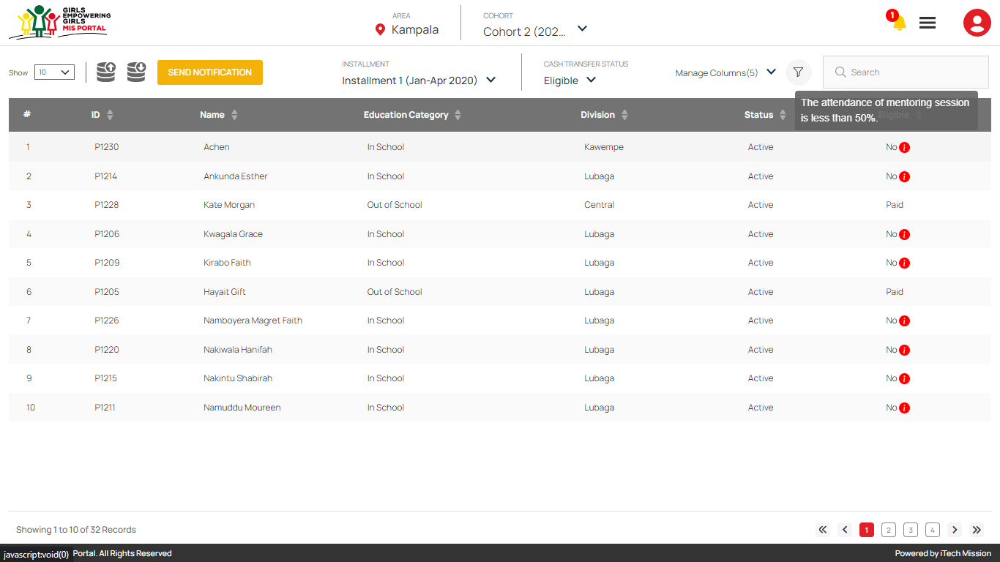 GIRLS
EMPOWERING
GIRLS
MIS PORTAL
AREA
Kampala
COHORT
Cohort 2 (202...
1
Show 10
SEND NOTIFICATION
INSTALLMENT
Installment 1 (Jan-Apr 2020)
CASH TRANSFER STATUS
Eligible
Manage Columns(5)
Search
The attendance of mentoring session
is less than 50%.
# ID Name Education Category Division Status Eligible
1 P1230 Achen In School Kawempe Active No i
2 P1214 Ankunda Esther In School Lubaga Active No i
3 P1228 Kate Morgan Out of School Central Active Paid
4 P1206 Kwagala Grace In School Lubaga Active No i
5 P1209 Kirabo Faith In School Lubaga Active No i
6 P1205 Hayait Gift Out of School Lubaga Active Paid
7 P1226 Namboyera Magret Faith In School Lubaga Active No i
8 P1220 Nakiwala Hanifah In School Lubaga Active No i
9 P1215 Nakintu Shabirah In School Lubaga Active No i
10 P1211 Namuddu Moureen In School Lubaga Active No i
Showing 1 to 10 of 32 Records
« ‹ 1 2 3 4 › »
javascript:void(0) Portal. All Rights Reserved
Powered by iTech Mission